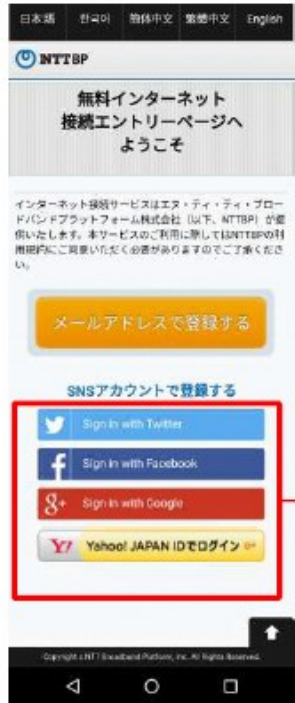 日本語 한국어 简体中文 繁體中文 English
NTTBP
無料インターネット
接続エントリーページへ
ようこそ
インターネット接続サービスはエヌ・ティ・ティ・ブロー
ドバンドプラットフォーム株式会社（以下、NTTBP）が提
供いたします。本サービスのご利用に際してはNTTBPの利
用規約にご同意いただく必要がありますのでご了承くださ
い。
メールアドレスで登録する
SNSアカウントで登録する
Sign in with Twitter
f Sign in with Facebook
g+ Sign in with Google
Y! Yahoo! JAPAN IDでログイン
Copyright NTT Broadband Platform, Inc. All Rights Reserved.